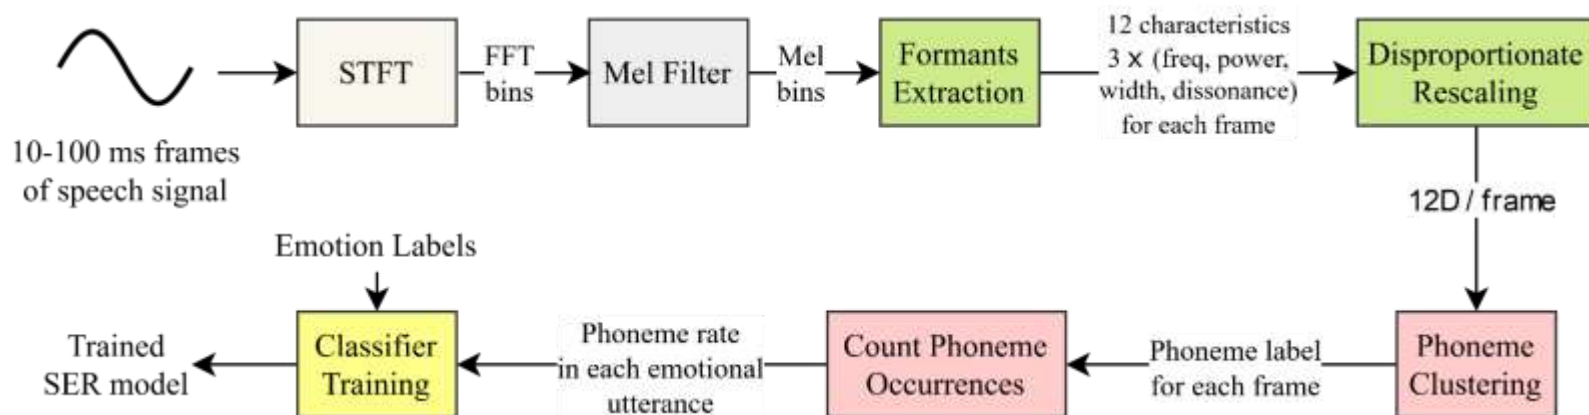 10-100 ms frames
of speech signal
STFT
FFT
bins
Mel Filter
Mel
bins
Formants
Extraction
12 characteristics
3 x (freq, power,
width, dissonance)
for each frame
Disproportionate
Rescaling
12D / frame
Phoneme
Clustering
Phoneme label
for each frame
Count Phoneme
Occurrences
Phoneme rate
in each emotional
utterance
Emotion Labels
Classifier
Training
Trained
SER model